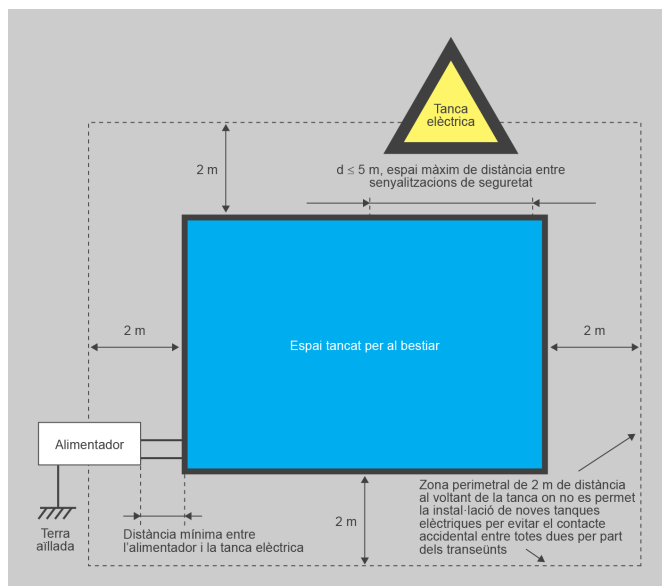 Tanca
elèctrica
2 m
d ≤ 5 m, espai màxim de distància entre
senyalitzacions de seguretat
2 m
Espai tancat per al bestiar
2 m
Alimentador
Terra
aïllada
Distància mínima entre
l’alimentador i la tanca elèctrica
2 m
Zona perimetral de 2 m de distància
al voltant de la tanca on no es permet
la instal·lació de noves tanques
elèctriques per evitar el contacte
accidental entre totes dues per part
dels transeünts